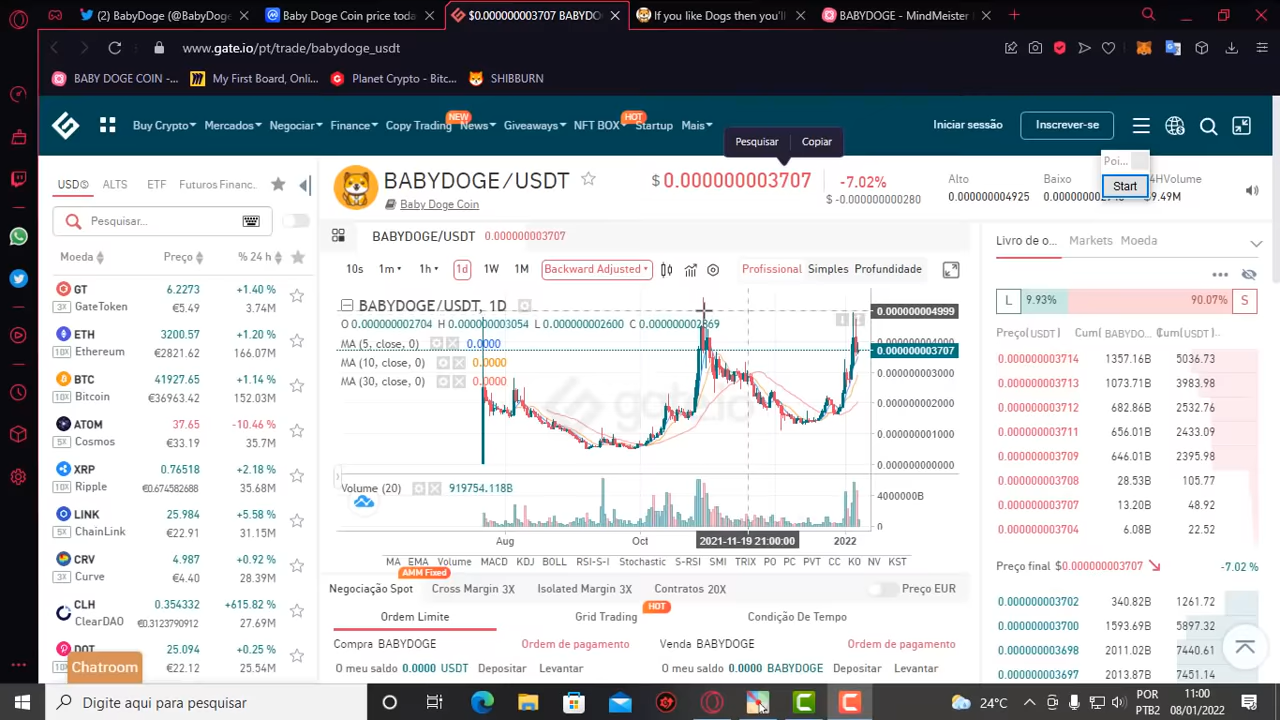 (2) BabyDoge (@BabyDoge
Baby Doge Coin price toda
$0.000000003707 BABYDO
If you like Dogs then you'l
BABYDOGE - MindMeister
www.gate.io/pt/trade/babydoge_usdt
BABY DOGE COIN -...
My First Board, Onli...
Planet Crypto - Bitc...
SHIBBURN
Buy Crypto
Mercados
Negociar
Finance
Copy Trading
NEW
News
Giveaways
NFT BOX
HOT
Startup
Mais
Iniciar sessão
Inscrever-se
Pesquisar
Copiar
Poi...
Start
USDⓈ
ALTS
ETF
Futuros Financ..
Pesquisar...
Moeda
Preço
% 24 h
GT 6.2273 +1.40 %
3X GateToken €5.49 3.74M
ETH 3200.57 +1.20 %
10X Ethereum €2821.62 166.07M
BTC 41927.65 +1.14 %
10X Bitcoin €36963.42 152.03M
ATOM 37.65 -10.46 %
5X Cosmos €33.19 35.7M
XRP 0.76518 +2.18 %
10X Ripple €0.674582688 35.68M
LINK 25.984 +5.58 %
5X ChainLink €22.91 31.15M
CRV 4.987 +0.92 %
3X Curve €4.40 28.39M
CLH 0.354332 +615.82 %
ClearDAO €0.3123790912 27.69M
DOT 25.094 +0.25 %
€22.12 25.54M
Chatroom
BABYDOGE/USDT
Baby Doge Coin
$ 0.000000003707
-7.02%
$ -0.000000000280
Alto
0.000000004925
Baixo
4HVolume
9.49M
BABYDOGE/USDT 0.000000003707
10s 1m 1h 1d 1W 1M
Backward Adjusted
Profissional Simples Profundidade
BABYDOGE/USDT, 1D
O 0.000000002704 H 0.000000003054 L 0.000000002600 C 0.000000002869
MA (5, close, 0) 0.0000
MA (10, close, 0) 0.0000
MA (30, close, 0) 0.0000
gate.io
0.000000004999
0.000000003707
0.000000003000
0.000000002000
0.000000001000
0.000000000000
Volume (20) 919754.118B
4000000B
0
Aug Oct 2021-11-19 21:00:00 2022
MA EMA Volume MACD KDJ BOLL RSI-S-I Stochastic S-RSI SMI TRIX PO PC PVT CC KO NV KST
AMM Fixed
Negociação Spot Cross Margin 3X Isolated Margin 3X Contratos 20X Preço EUR
HOT
Ordem Limite Grid Trading Condição De Tempo
Compra BABYDOGE Ordem de pagamento
Venda BABYDOGE Ordem de pagamento
O meu saldo 0.0000 USDT Depositar Levantar
O meu saldo 0.0000 BABYDOGE Depositar Levantar
Livro de o... Markets Moeda
L 9.93% 90.07% S
Preço(USDT) Cum(BABYDO... Cum(USDT)
0.000000003714 1357.16B 5036.73
0.000000003713 1073.71B 3983.98
0.000000003712 682.86B 2532.76
0.000000003711 656.01B 2433.09
0.000000003709 646.01B 2395.98
0.000000003708 28.53B 105.77
0.000000003707 13.20B 48.92
0.000000003704 6.08B 22.52
Preço final $0.000000003707 -7.02 %
0.000000003702 340.82B 1261.72
0.000000003700 1593.69B 5897.32
0.000000003698 2011.02B 7440.61
0.000000003697 2013.87B 7451.14
Digite aqui para pesquisar
24°C
POR
PTB2
11:00
08/01/2022